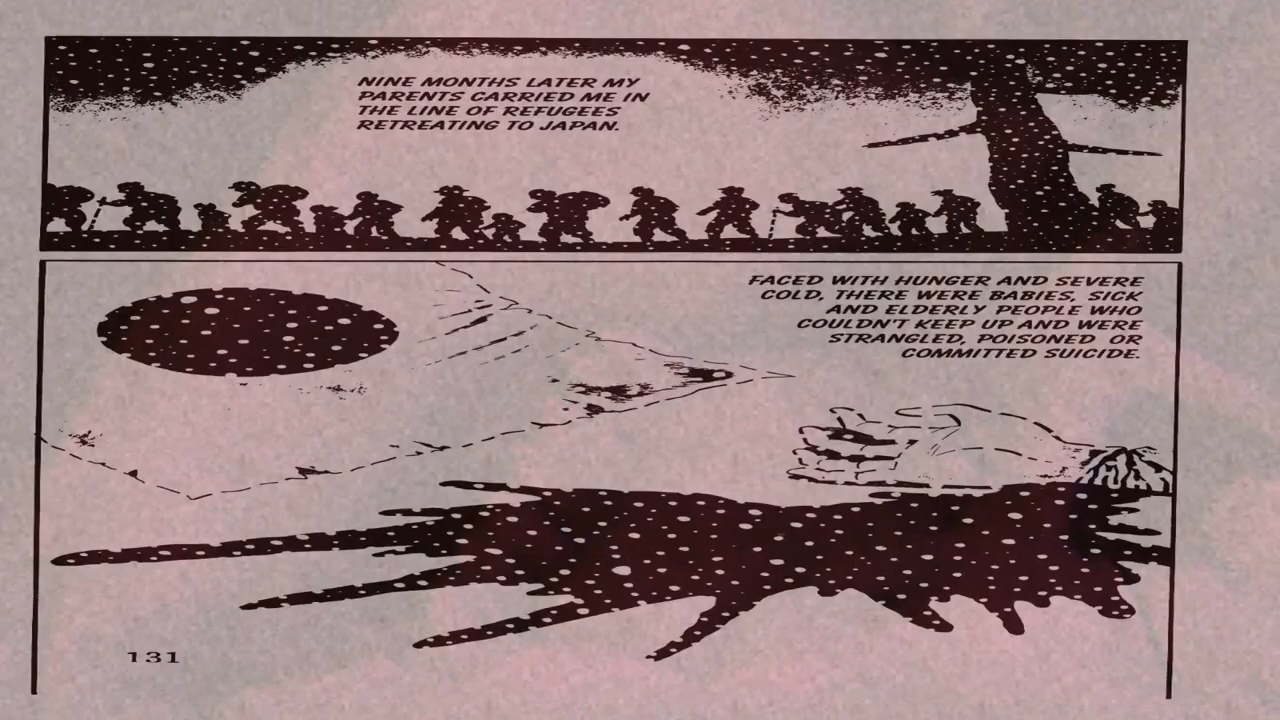 NINE MONTHS LATER MY
PARENTS CARRIED ME IN
THE LINE OF REFUGEES
RETREATING TO JAPAN.
FACED WITH HUNGER AND SEVERE
COLD, THERE WERE BABIES, SICK
AND ELDERLY PEOPLE WHO
COULDN'T KEEP UP AND WERE
STRANGLED, POISONED OR
COMMITTED SUICIDE.
131